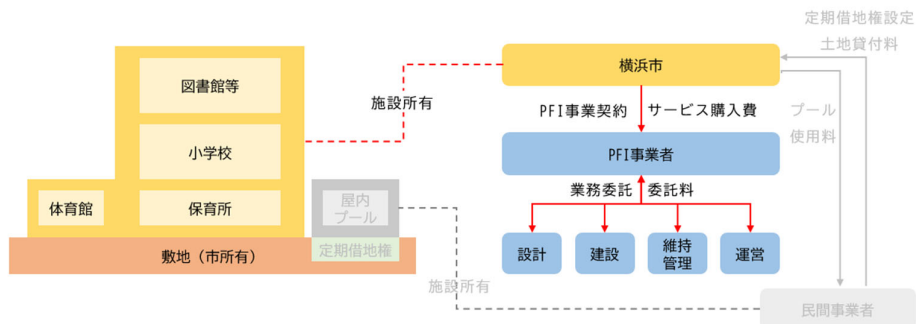 定期借地権設定
土地貸付料
横浜市
図書館等
施設所有
PFI事業契約
サービス購入費
プール
使用料
小学校
PFI事業者
業務委託
委託料
体育館
保育所
屋内
プール
定期借地権
敷地（市所有）
設計
建設
維持
管理
運営
施設所有
民間事業者